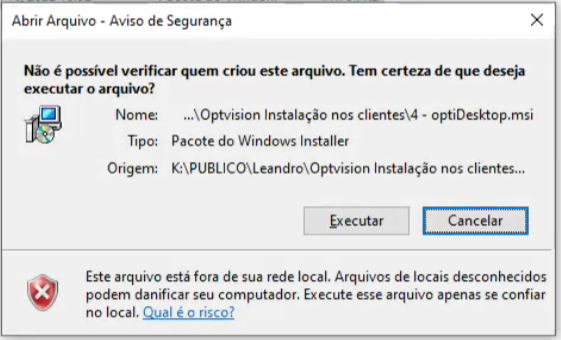 Abrir Arquivo - Aviso de Segurança
Não é possível verificar quem criou este arquivo. Tem certeza de que deseja
executar o arquivo?
Nome: ...\Optvision Instalação nos clientes\4 - optiDesktop.msi
Tipo: Pacote do Windows Installer
Origem: K:\PUBLICO\Leandro\Optvision Instalação nos clientes...
Executar Cancelar
Este arquivo está fora de sua rede local. Arquivos de locais desconhecidos
podem danificar seu computador. Execute esse arquivo apenas se confiar
no local. Qual é o risco?